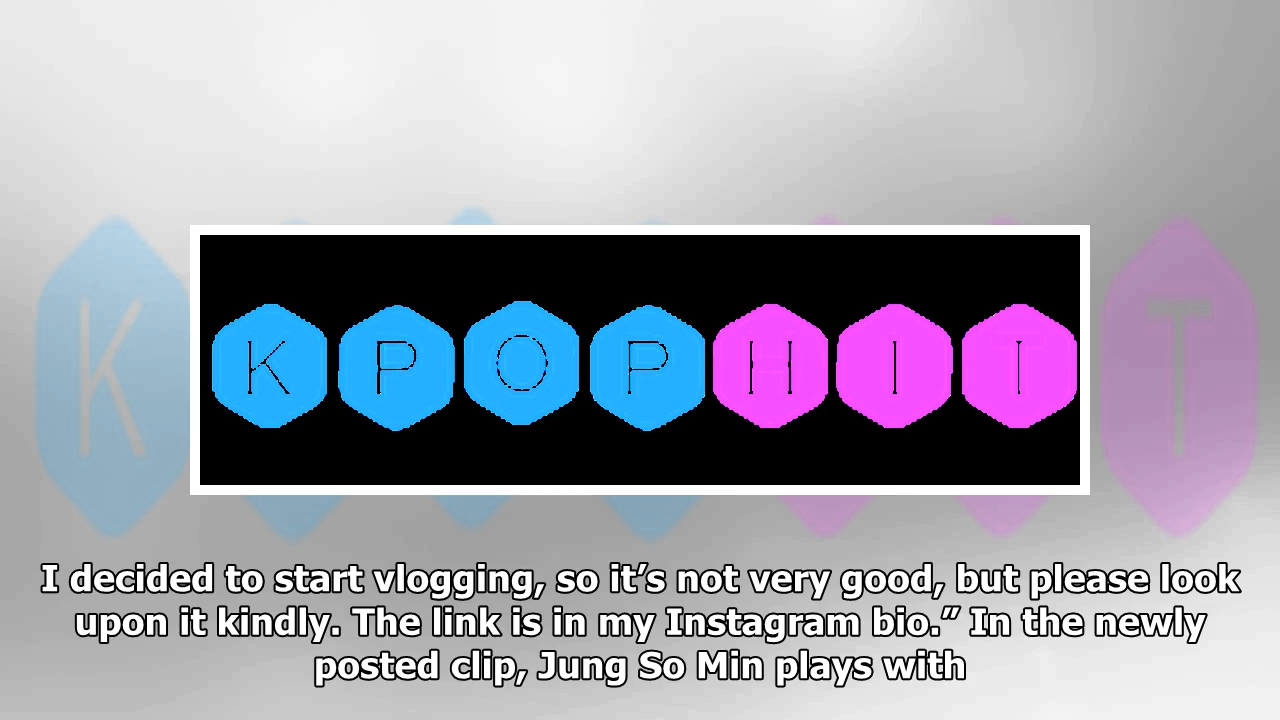 KPOPHIT
I decided to start vlogging, so it’s not very good, but please look
upon it kindly. The link is in my Instagram bio.” In the newly
posted clip, Jung So Min plays with